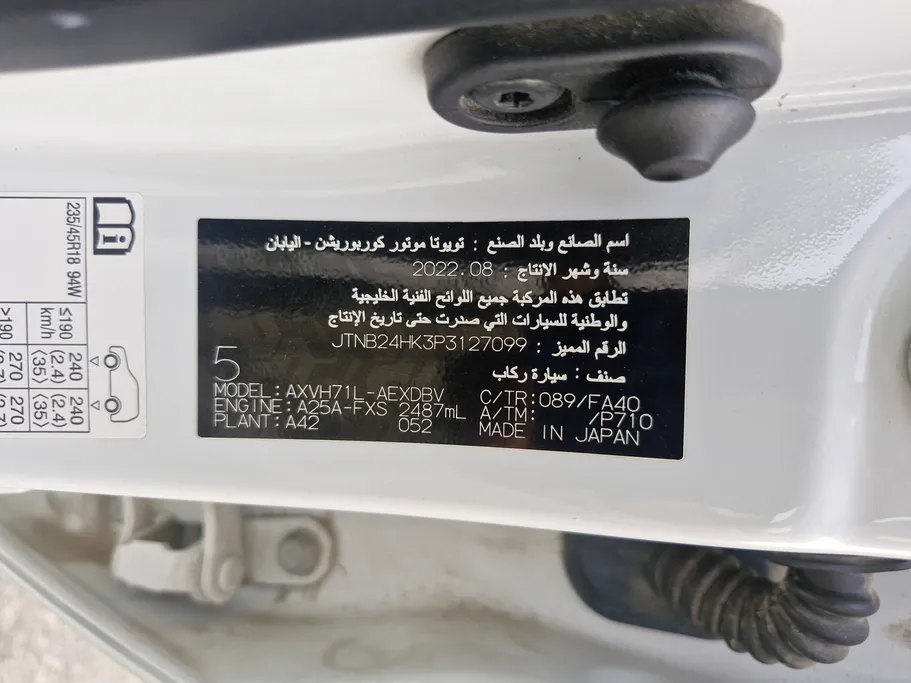 اسم الصانع وبلد الصنع : تويوتا موتور كوربوريشن - اليابان
سنة وشهر الإنتاج : 2022.08
تطابق هذه المركبة جميع اللوائح الفنية الخليجية
والوطنية للسيارات التي صدرت حتى تاريخ الإنتاج
الرقم المميز : JTNB24HK3P3127099
صنف : سيارة ركاب
5
MODEL:AXVH71L-AEXDBV C/TR:089/FA40
ENGINE:A25A-FXS 2487mL A/TM: /P710
PLANT:A42 052 MADE IN JAPAN
235/45R18 94W
≤190 km/h 240 (2.4) ⟨35⟩ 240 (2.4) ⟨35⟩
>190 270 270